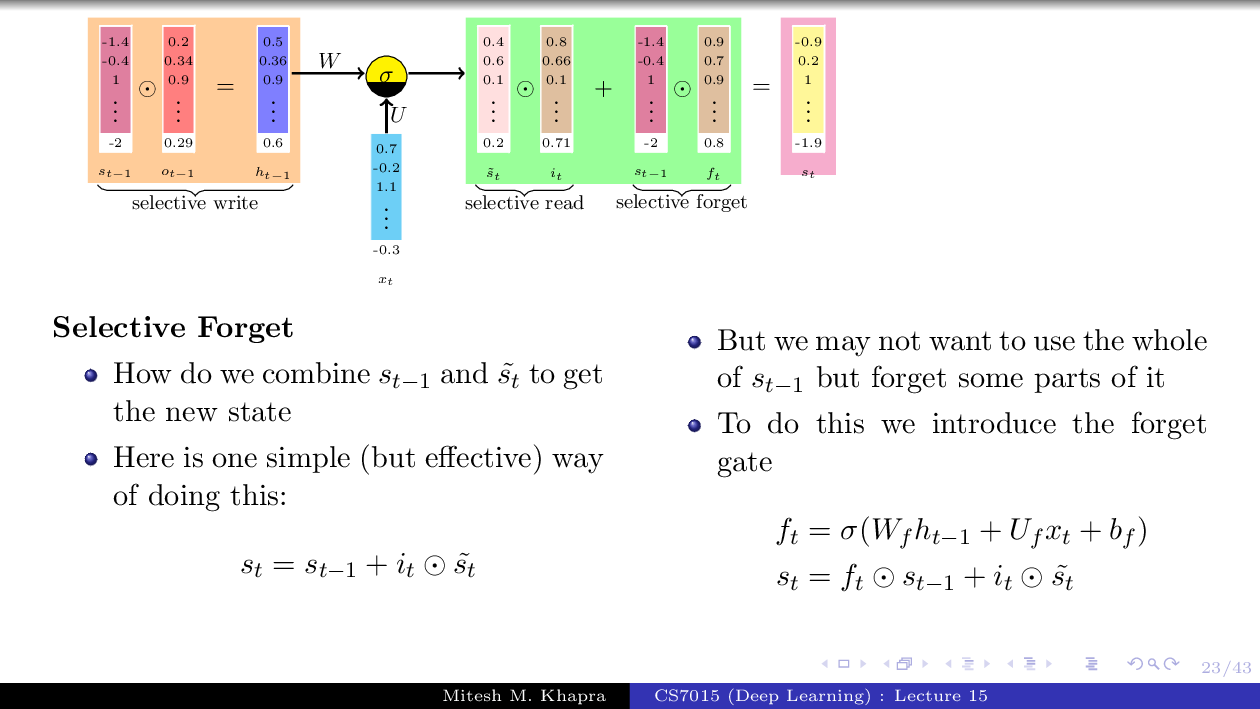 -1.4 0.2 0.5 0.4 0.8 -1.4 0.9 -0.9
-0.4 0.34 0.36 0.6 0.66 -0.4 0.7 0.2
1 0.9 0.9 0.1 0.1 1 0.9 1
⊙ = W σ ⊙ + ⊙ =
⋮ ⋮ ⋮ ⋮ ⋮ ⋮ ⋮ ⋮
U
-2 0.29 0.6 0.2 0.71 -2 0.8 -1.9
s_{t−1} o_{t−1} h_{t−1} s̃_t i_t s_{t−1} f_t s_t
selective write selective read selective forget
0.7
-0.2
1.1
⋮
-0.3
x_t
Selective Forget
How do we combine s_{t−1} and s̃_t to get
the new state
Here is one simple (but effective) way
of doing this:
s_t = s_{t−1} + i_t ⊙ s̃_t
But we may not want to use the whole
of s_{t−1} but forget some parts of it
To do this we introduce the forget
gate
f_t = σ(W_f h_{t−1} + U_f x_t + b_f)
s_t = f_t ⊙ s_{t−1} + i_t ⊙ s̃_t
23/43
Mitesh M. Khapra CS7015 (Deep Learning) : Lecture 15